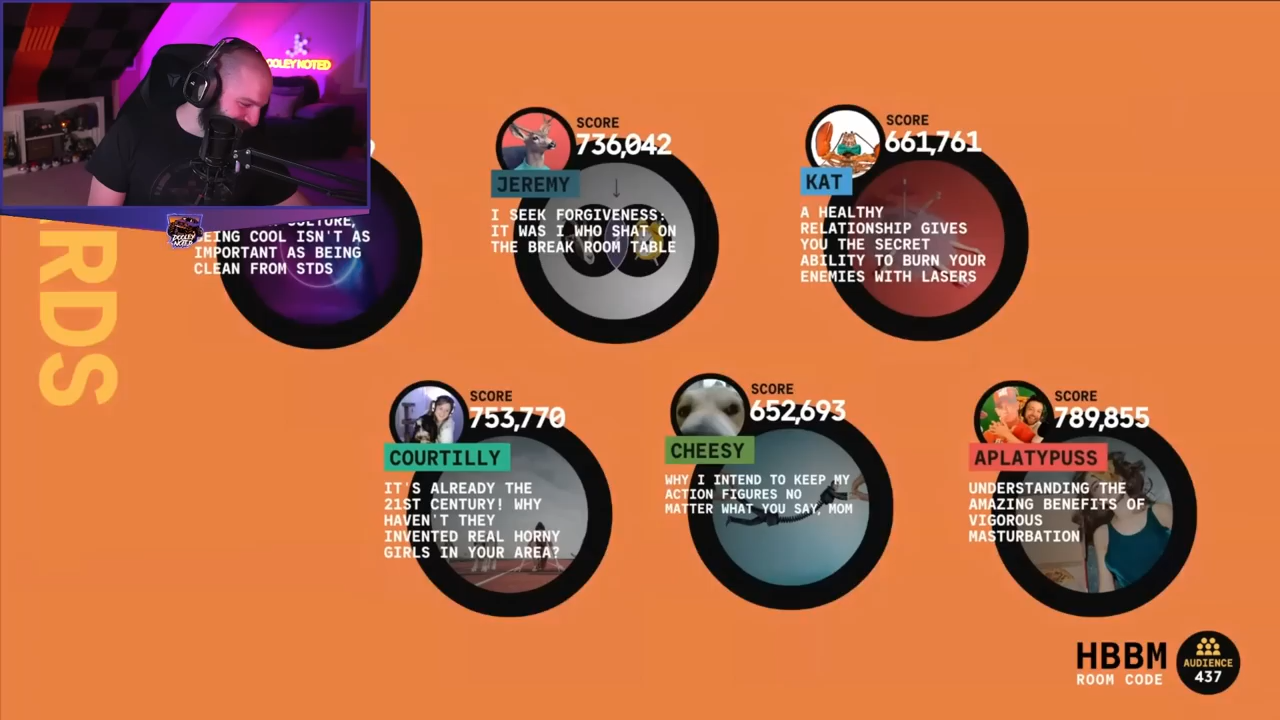 DOOLEY NOTED
SCORE
736,042
JEREMY
I SEEK FORGIVENESS:
IT WAS I WHO SHAT ON
THE BREAK ROOM TABLE
SCORE
661,761
KAT
A HEALTHY
RELATIONSHIP GIVES
YOU THE SECRET
ABILITY TO BURN YOUR
ENEMIES WITH LASERS
CULTURE,
BEING COOL ISN'T AS
IMPORTANT AS BEING
CLEAN FROM STDS
DOOLEY
NOTED
RDS
SCORE
753,770
COURTILLY
IT'S ALREADY THE
21ST CENTURY! WHY
HAVEN'T THEY
INVENTED REAL HORNY
GIRLS IN YOUR AREA?
SCORE
652,693
CHEESY
WHY I INTEND TO KEEP MY
ACTION FIGURES NO
MATTER WHAT YOU SAY, MOM
SCORE
789,855
APLATYPUSS
UNDERSTANDING THE
AMAZING BENEFITS OF
VIGOROUS
MASTURBATION
HBBM
ROOM CODE
AUDIENCE
437